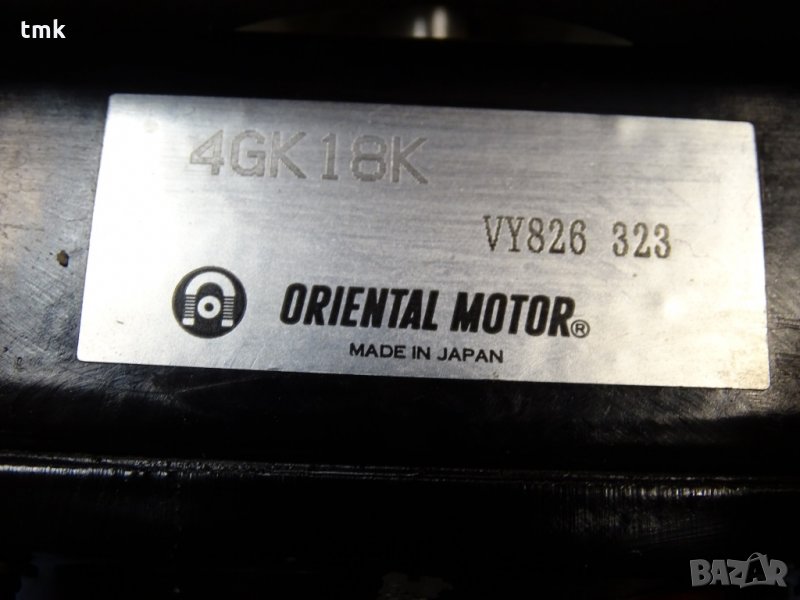 tmk
4GK18K
VY826 323
ORIENTAL MOTOR®
MADE IN JAPAN
BAZAR